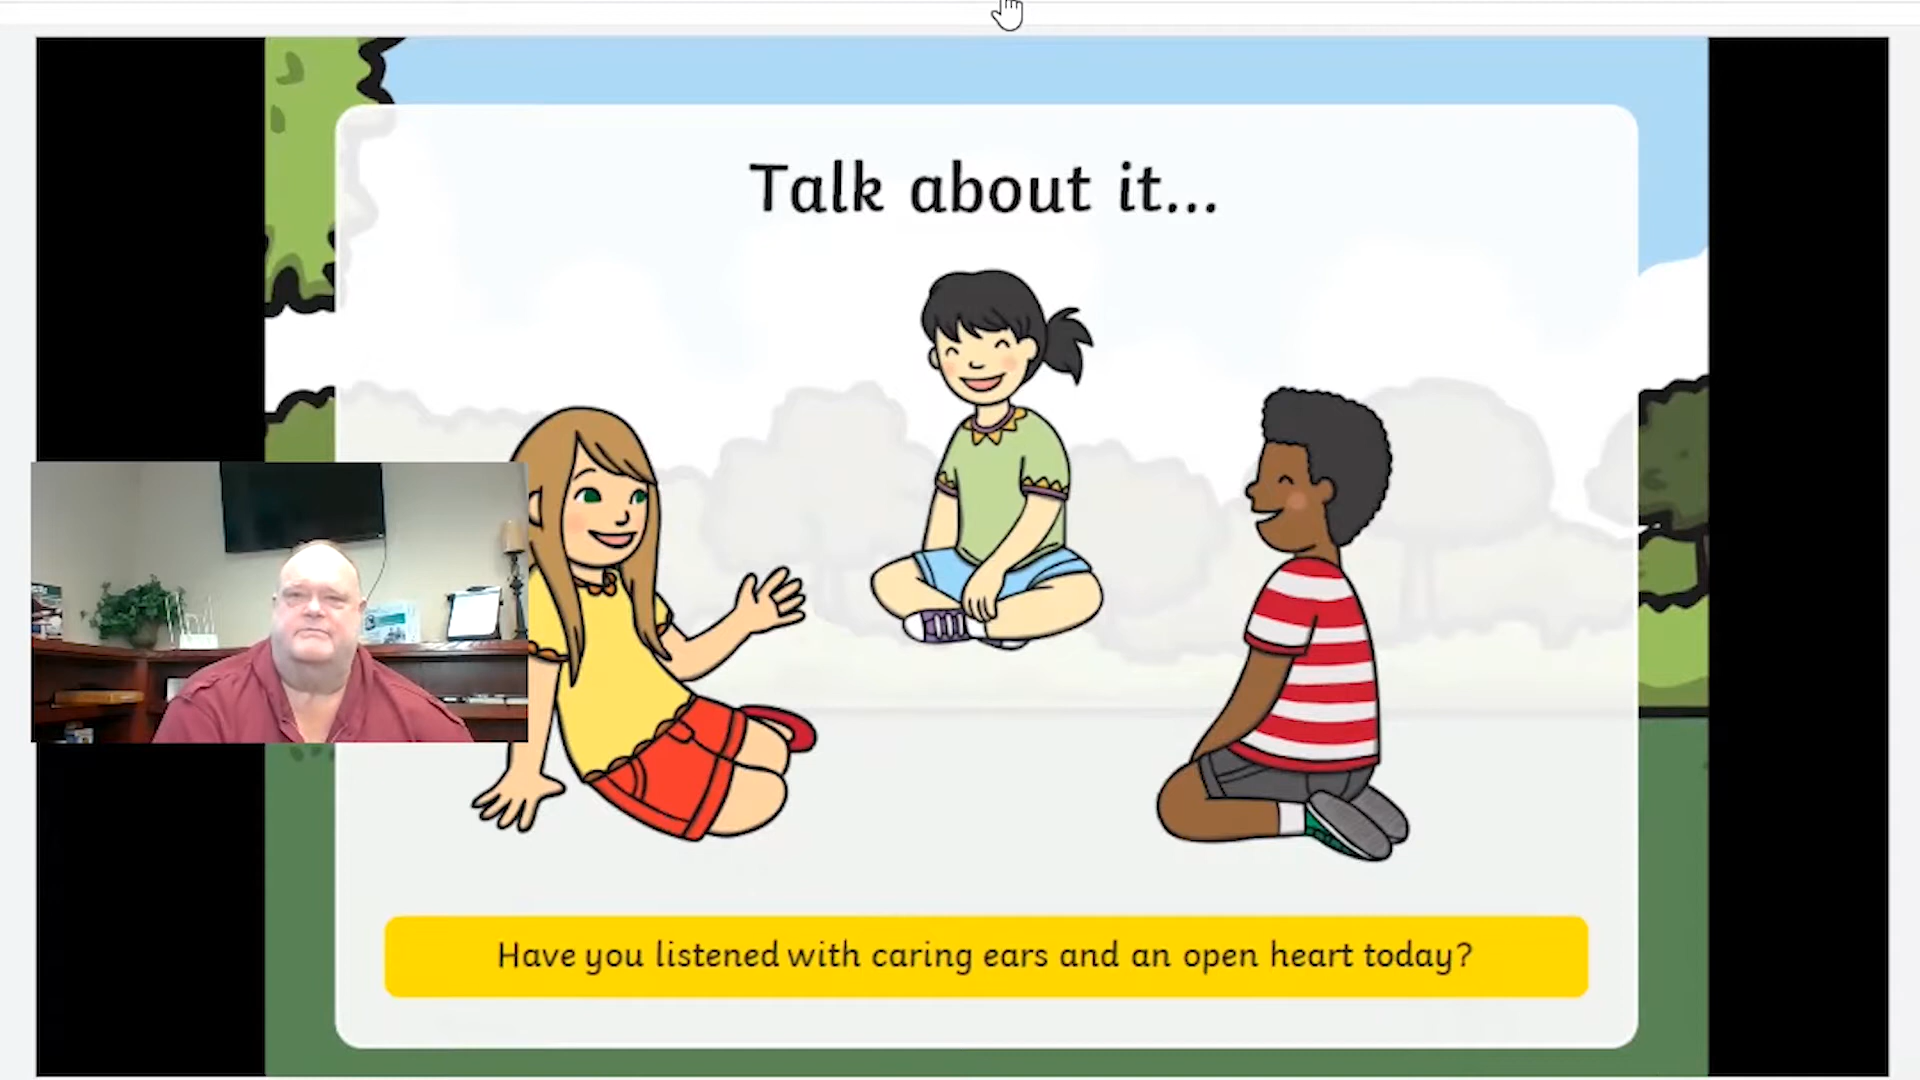 Talk about it...
Have you listened with caring ears and an open heart today?